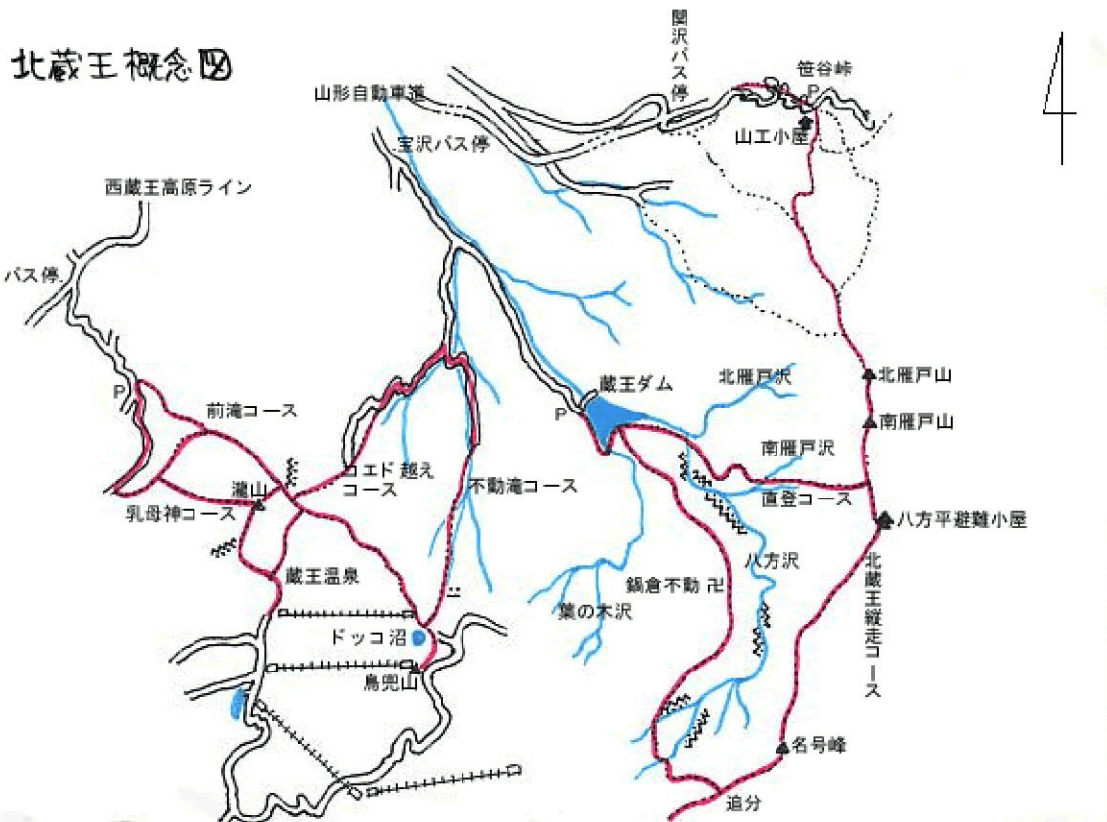 北蔵王概念図
関沢バス停
笹谷峠
P
山形自動車道
山工小屋
宝沢バス停
西蔵王高原ライン
バス停
P
前滝コース
蔵王ダム
P
北雁戸沢
北雁戸山
南雁戸山
南雁戸沢
直登コース
コエド越え
コース
不動滝コース
瀧山
乳母神コース
八方平避難小屋
八方沢
北蔵王縦走コース
蔵王温泉
鍋倉不動 卍
葉の木沢
ドッコ沼
鳥兜山
名号峰
追分